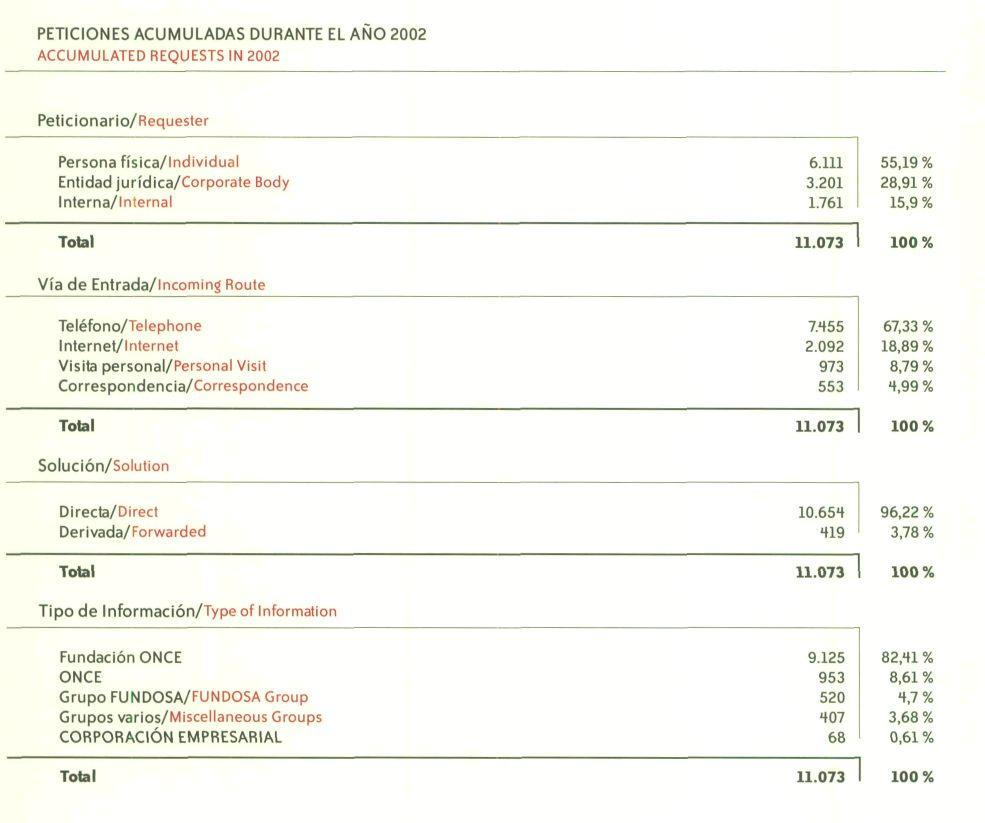 PETICIONES ACUMULADAS DURANTE EL AÑO 2002
ACCUMULATED REQUESTS IN 2002
Peticionario/Requester
Persona física/Individual 6.111 55,19 %
Entidad jurídica/Corporate Body 3.201 28,91 %
Interna/Internal 1.761 15,9 %
Total 11.073 100 %
Vía de Entrada/Incoming Route
Teléfono/Telephone 7.455 67,33 %
Internet/Internet 2.092 18,89 %
Visita personal/Personal Visit 973 8,79 %
Correspondencia/Correspondence 553 4,99 %
Total 11.073 100 %
Solución/Solution
Directa/Direct 10.654 96,22 %
Derivada/Forwarded 419 3,78 %
Total 11.073 100 %
Tipo de Información/Type of Information
Fundación ONCE 9.125 82,41 %
ONCE 953 8,61 %
Grupo FUNDOSA/FUNDOSA Group 520 4,7 %
Grupos varios/Miscellaneous Groups 407 3,68 %
CORPORACIÓN EMPRESARIAL 68 0,61 %
Total 11.073 100 %